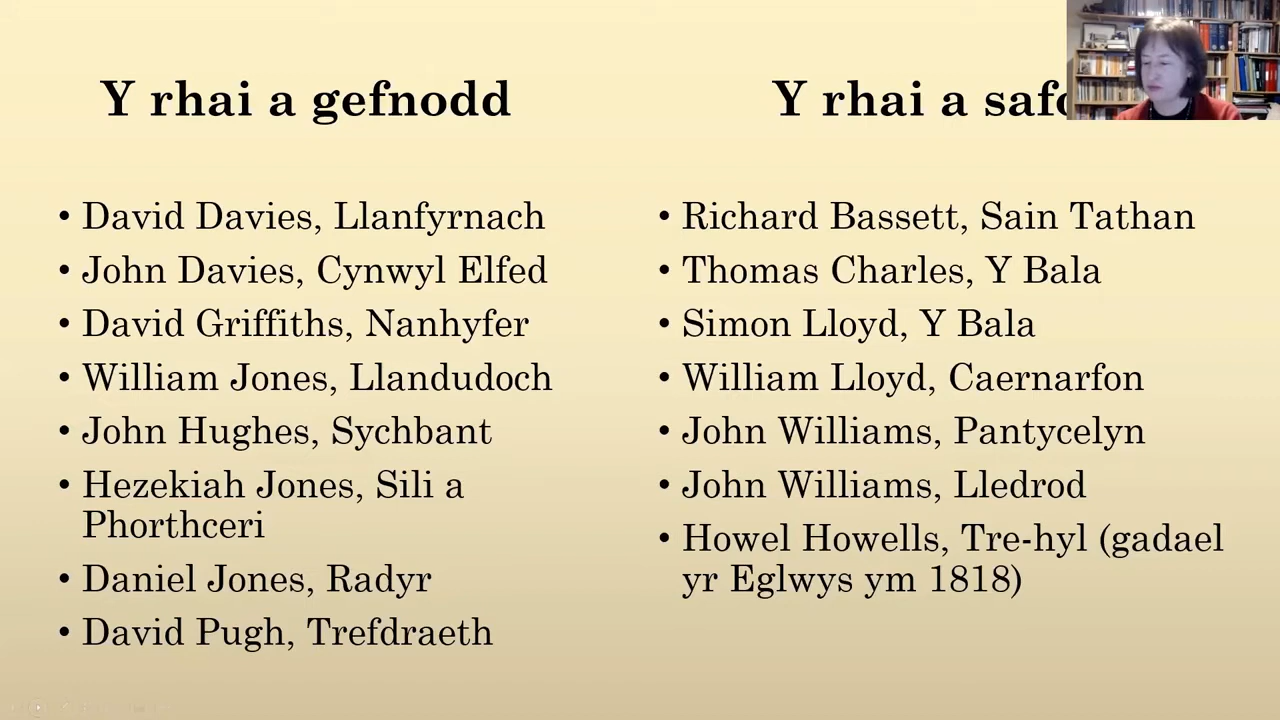 Y rhai a gefnodd
• David Davies, Llanfyrnach
• John Davies, Cynwyl Elfed
• David Griffiths, Nanhyfer
• William Jones, Llandudoch
• John Hughes, Sychbant
• Hezekiah Jones, Sili a
Phorthceri
• Daniel Jones, Radyr
• David Pugh, Trefdraeth
Y rhai a
• Richard Bassett, Sain Tathan
• Thomas Charles, Y Bala
• Simon Lloyd, Y Bala
• William Lloyd, Caernarfon
• John Williams, Pantycelyn
• John Williams, Lledrod
• Howel Howells, Tre-hyl (gadael
yr Eglwys ym 1818)